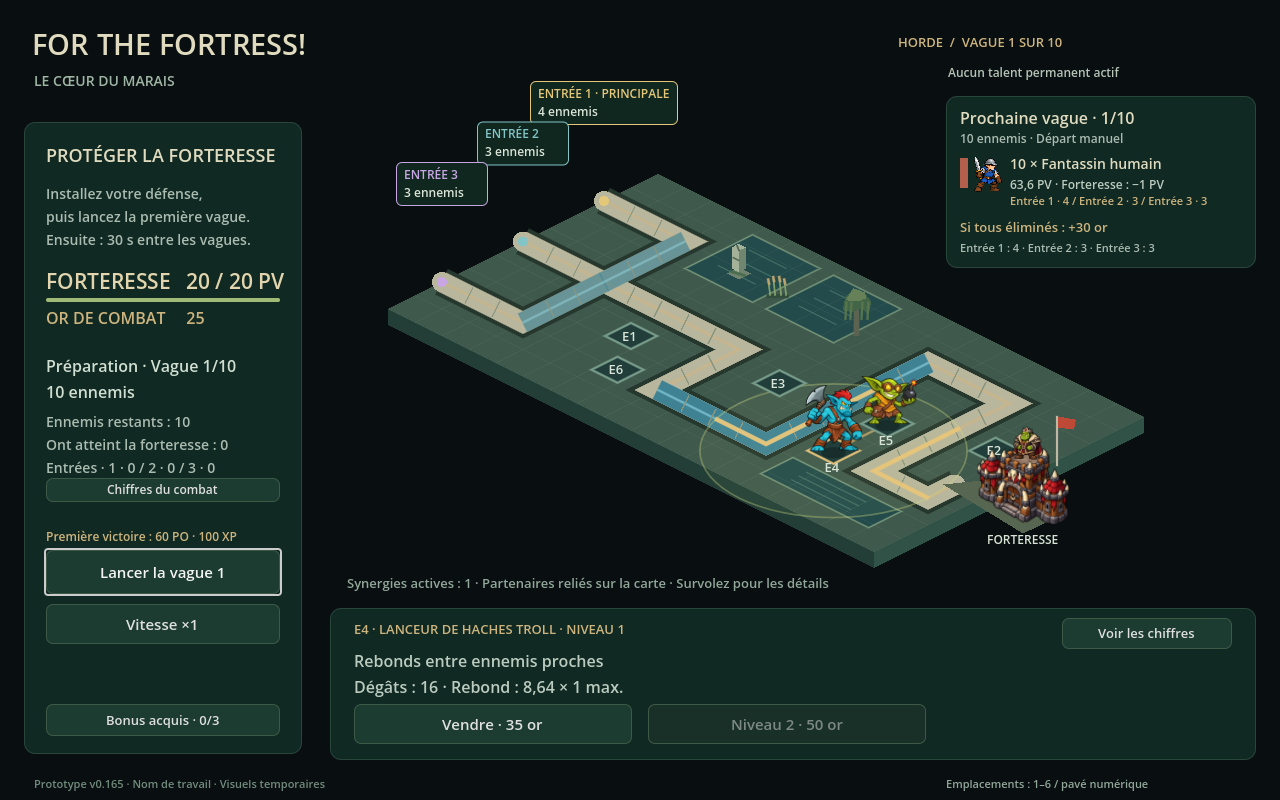 FOR THE FORTRESS!
LE CŒUR DU MARAIS
HORDE / VAGUE 1 SUR 10
Aucun talent permanent actif
PROTÉGER LA FORTERESSE
Installez votre défense,
puis lancez la première vague.
Ensuite : 30 s entre les vagues.
FORTERESSE 20 / 20 PV
OR DE COMBAT 25
Préparation · Vague 1/10
10 ennemis
Ennemis restants : 10
Ont atteint la forteresse : 0
Entrées · 1 · 0 / 2 · 0 / 3 · 0
Chiffres du combat
Première victoire : 60 PO · 100 XP
Lancer la vague 1
Vitesse ×1
Bonus acquis · 0/3
ENTRÉE 1 · PRINCIPALE
4 ennemis
ENTRÉE 2
3 ennemis
ENTRÉE 3
3 ennemis
E1
E6
E3
E5
E4
E2
FORTERESSE
Prochaine vague · 1/10
10 ennemis · Départ manuel
10 × Fantassin humain
63,6 PV · Forteresse : −1 PV
Entrée 1 · 4 / Entrée 2 · 3 / Entrée 3 · 3
Si tous éliminés : +30 or
Entrée 1 : 4 · Entrée 2 : 3 · Entrée 3 : 3
Synergies actives : 1 · Partenaires reliés sur la carte · Survolez pour les détails
E4 · LANCEUR DE HACHES TROLL · NIVEAU 1
Voir les chiffres
Rebonds entre ennemis proches
Dégâts : 16 · Rebond : 8,64 × 1 max.
Vendre · 35 or
Niveau 2 · 50 or
Prototype v0.165 · Nom de travail · Visuels temporaires
Emplacements : 1–6 / pavé numérique